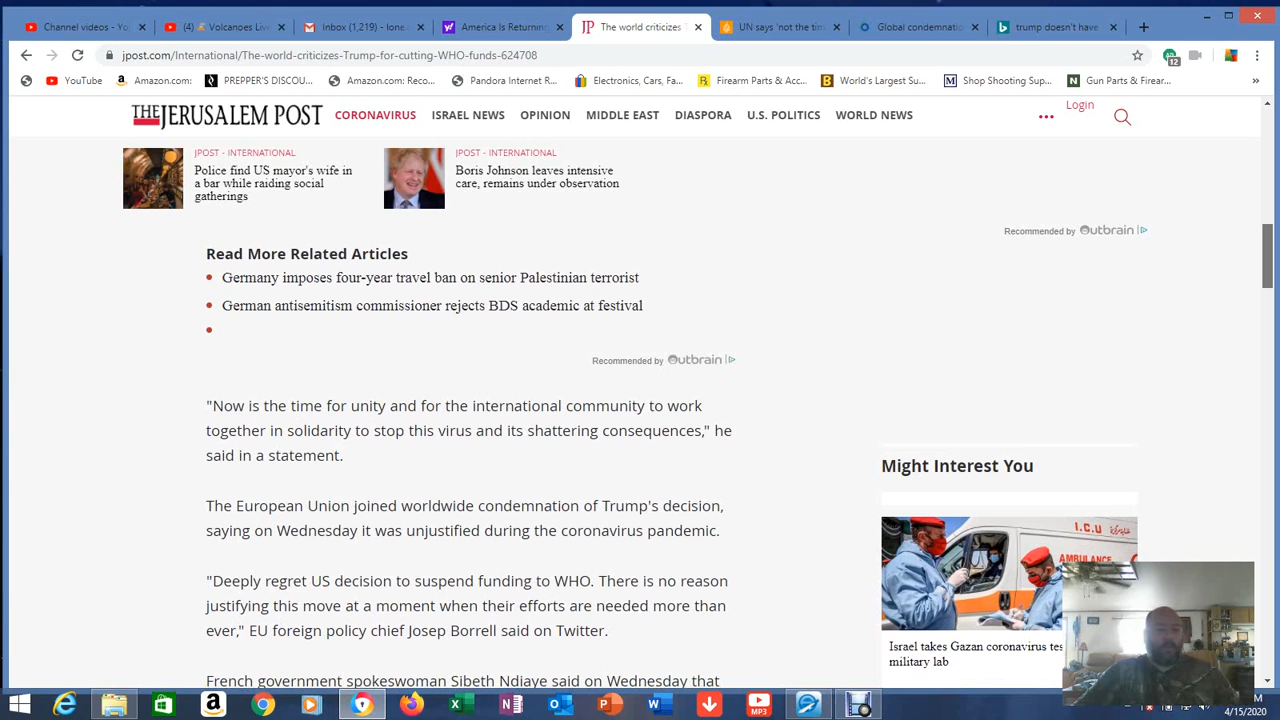 Channel videos - Yo
(4) Volcanoes Live
Inbox (1,219) - lone
America Is Returning
The world criticizes T
UN says 'not the tim
Global condemnation
trump doesn't have
jpost.com/International/The-world-criticizes-Trump-for-cutting-WHO-funds-624708
12
YouTube
Amazon.com:
PREPPER'S DISCOU...
Amazon.com: Reco...
Pandora Internet R...
Electronics, Cars, Fa...
Firearm Parts & Acc...
World's Largest Su...
Shop Shooting Sup...
Gun Parts & Firear...
THE JERUSALEM POST
CORONAVIRUS
ISRAEL NEWS
OPINION
MIDDLE EAST
DIASPORA
U.S. POLITICS
WORLD NEWS
Login
JPOST - INTERNATIONAL
Police find US mayor's wife in
a bar while raiding social
gatherings
JPOST - INTERNATIONAL
Boris Johnson leaves intensive
care, remains under observation
Recommended by Outbrain
Read More Related Articles
Germany imposes four-year travel ban on senior Palestinian terrorist
German antisemitism commissioner rejects BDS academic at festival
Recommended by Outbrain
"Now is the time for unity and for the international community to work
together in solidarity to stop this virus and its shattering consequences," he
said in a statement.
The European Union joined worldwide condemnation of Trump's decision,
saying on Wednesday it was unjustified during the coronavirus pandemic.
"Deeply regret US decision to suspend funding to WHO. There is no reason
justifying this move at a moment when their efforts are needed more than
ever," EU foreign policy chief Josep Borrell said on Twitter.
French government spokeswoman Sibeth Ndiaye said on Wednesday that
Might Interest You
I.C.U
AMBULANCE
Israel takes Gazan coronavirus tes
military lab
MP3
M
4/15/2020